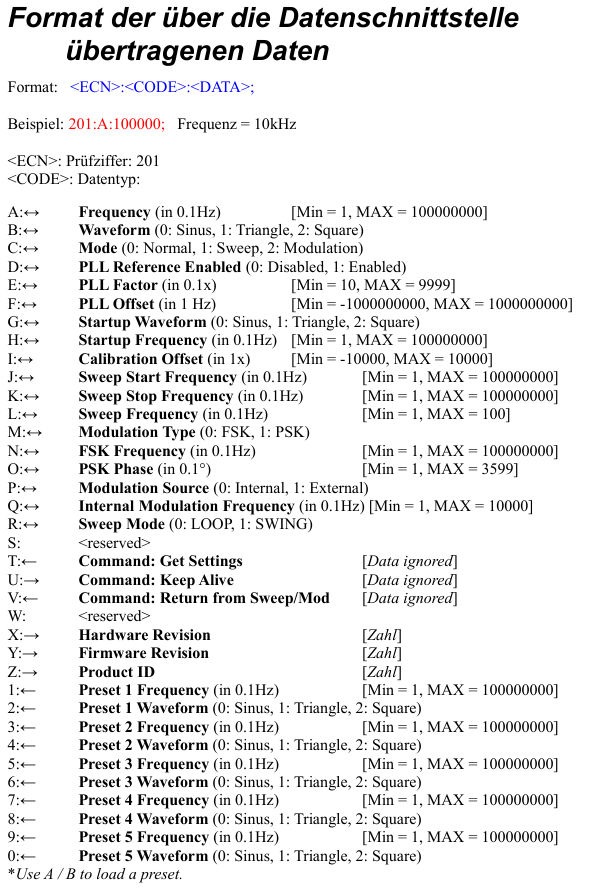 Format der über die Datenschnittstelle
übertragenen Daten
Format: <ECN>:<CODE>:<DATA>;
Beispiel: 201:A:100000; Frequenz = 10kHz
<ECN>: Prüfziffer: 201
<CODE>: Datentyp:
A:↔ Frequency (in 0.1Hz) [Min = 1, MAX = 100000000]
B:↔ Waveform (0: Sinus, 1: Triangle, 2: Square)
C:↔ Mode (0: Normal, 1: Sweep, 2: Modulation)
D:↔ PLL Reference Enabled (0: Disabled, 1: Enabled)
E:↔ PLL Factor (in 0.1x) [Min = 10, MAX = 9999]
F:↔ PLL Offset (in 1 Hz) [Min = -1000000000, MAX = 1000000000]
G:↔ Startup Waveform (0: Sinus, 1: Triangle, 2: Square)
H:↔ Startup Frequency (in 0.1Hz) [Min = 1, MAX = 100000000]
I:↔ Calibration Offset (in 1x) [Min = -10000, MAX = 10000]
J:↔ Sweep Start Frequency (in 0.1Hz) [Min = 1, MAX = 100000000]
K:↔ Sweep Stop Frequency (in 0.1Hz) [Min = 1, MAX = 100000000]
L:↔ Sweep Frequency (in 0.1Hz) [Min = 1, MAX = 100]
M:↔ Modulation Type (0: FSK, 1: PSK)
N:↔ FSK Frequency (in 0.1Hz) [Min = 1, MAX = 100000000]
O:↔ PSK Phase (in 0.1°) [Min = 1, MAX = 3599]
P:↔ Modulation Source (0: Internal, 1: External)
Q:↔ Internal Modulation Frequency (in 0.1Hz) [Min = 1, MAX = 10000]
R:↔ Sweep Mode (0: LOOP, 1: SWING)
S: <reserved>
T:← Command: Get Settings [Data ignored]
U:→ Command: Keep Alive [Data ignored]
V:← Command: Return from Sweep/Mod [Data ignored]
W: <reserved>
X:→ Hardware Revision [Zahl]
Y:→ Firmware Revision [Zahl]
Z:→ Product ID [Zahl]
1:← Preset 1 Frequency (in 0.1Hz) [Min = 1, MAX = 100000000]
2:← Preset 1 Waveform (0: Sinus, 1: Triangle, 2: Square)
3:← Preset 2 Frequency (in 0.1Hz) [Min = 1, MAX = 100000000]
4:← Preset 2 Waveform (0: Sinus, 1: Triangle, 2: Square)
5:← Preset 3 Frequency (in 0.1Hz) [Min = 1, MAX = 100000000]
6:← Preset 3 Waveform (0: Sinus, 1: Triangle, 2: Square)
7:← Preset 4 Frequency (in 0.1Hz) [Min = 1, MAX = 100000000]
8:← Preset 4 Waveform (0: Sinus, 1: Triangle, 2: Square)
9:← Preset 5 Frequency (in 0.1Hz) [Min = 1, MAX = 100000000]
0:← Preset 5 Waveform (0: Sinus, 1: Triangle, 2: Square)
*Use A / B to load a preset.